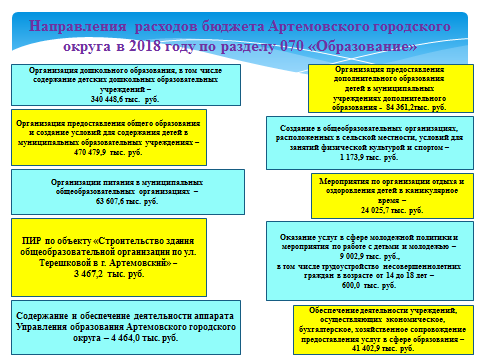 Направления расходов бюджета Артемовского городского
округа в 2018 году по разделу 070 «Образование»
Организация дошкольного образования, в том числе
содержание детских дошкольных образовательных
учреждений –
340 448,6 тыс. руб.
Организация предоставления общего образования
и создание условий для содержания детей в
муниципальных образовательных учреждениях –
470 479,9 тыс. руб.
Организации питания в муниципальных
общеобразовательных организациях –
63 607,6 тыс. руб.
ПИР по объекту «Строительство здания
общеобразовательной организации по ул.
Терешковой в г. Артемовский» –
3 467,2 тыс. руб.
Содержание и обеспечение деятельности аппарата
Управления образования Артемовского городского
округа – 4 464,0 тыс. руб.
Организация предоставления
дополнительного образования
детей в муниципальных
учреждениях дополнительного
образования - 84 361,2тыс. руб.
Создание в общеобразовательных организациях,
расположенных в сельской местности, условий для
занятий физической культурой и спортом –
1 173,9 тыс. руб.
Мероприятия по организации отдыха и
оздоровления детей в каникулярное
время –
24 025,7 тыс. руб.
Оказание услуг в сфере молодежной политики и
мероприятия по работе с детьми и молодежью –
9 002,9 тыс. руб.,
в том числе трудоустройство несовершеннолетних
граждан в возрасте от 14 до 18 лет –
600,0 тыс. руб.
Обеспечение деятельности учреждений,
осуществляющих экономическое,
бухгалтерское, хозяйственное сопровождение
предоставления услуг в сфере образования –
41 402,9 тыс. руб.